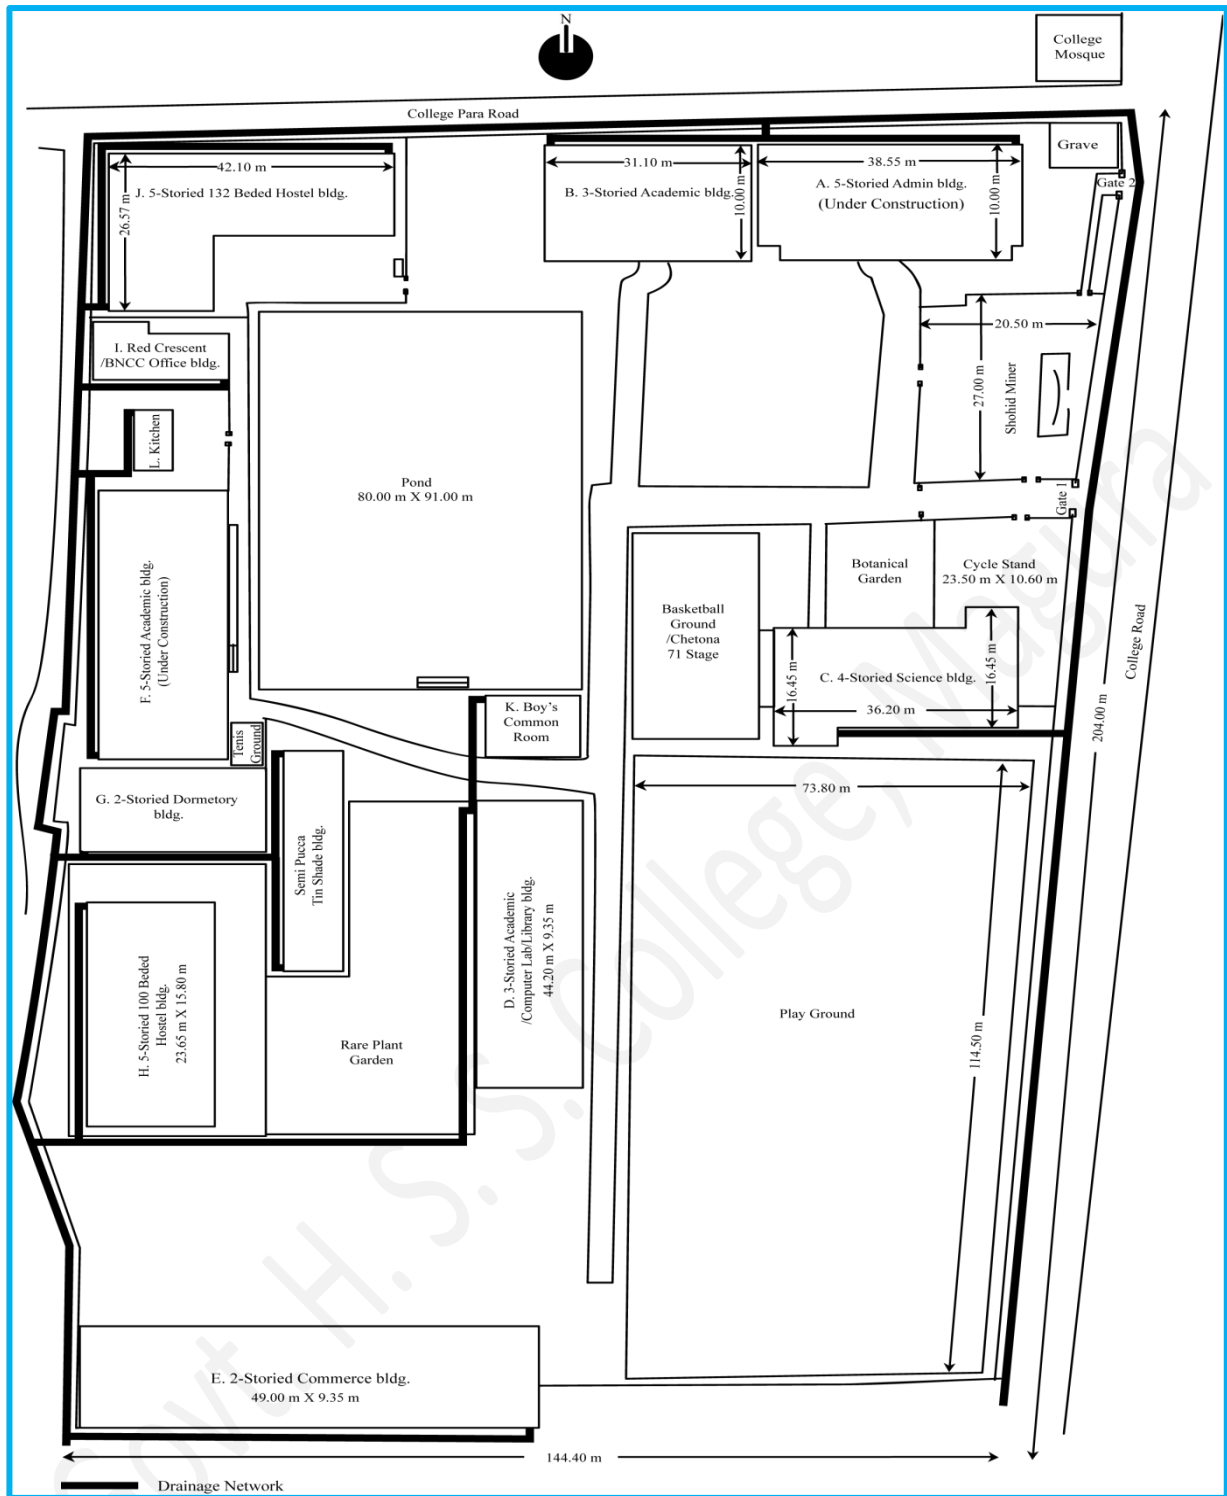 N
College
Mosque
College Para Road
Grave
Gate 2
42.10 m
J. 5-Storied 132 Beded Hostel bldg.
26.57 m
31.10 m
B. 3-Storied Academic bldg.
10.00 m
38.55 m
A. 5-Storied Admin bldg.
(Under Construction)
10.00 m
20.50 m
27.00 m
Shohid Miner
I. Red Crescent
/BNCC Office bldg.
L. Kitchen
Pond
80.00 m X 91.00 m
Gate 1
F. 5-Storied Academic bldg.
(Under Construction)
Botanical
Garden
Cycle Stand
23.50 m X 10.60 m
Basketball
Ground
/Chetona
71 Stage
16.45 m
C. 4-Storied Science bldg.
16.45 m
36.20 m
College Road
204.00 m
K. Boy's
Common
Room
Tenis
Ground
G. 2-Storied Dormetory
bldg.
Semi Pucca
Tin Shade bldg.
73.80 m
D. 3-Storied Academic
/Computer Lab/Library bldg.
44.20 m X 9.35 m
H. 5-Storied 100 Beded
Hostel bldg.
23.65 m X 15.80 m
Rare Plant
Garden
Play Ground
114.50 m
E. 2-Storied Commerce bldg.
49.00 m X 9.35 m
144.40 m
Drainage Network
Govt H. S. S. College, Magura